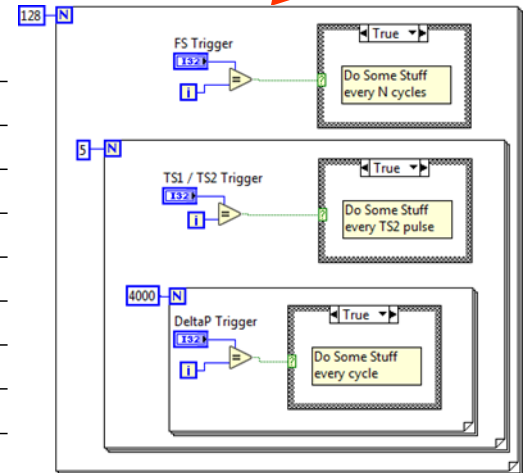 128 N
True
FS Trigger
I32
i
=
?
Do Some Stuff
every N cycles
5 N
True
TS1 / TS2 Trigger
I32
i
=
?
Do Some Stuff
every TS2 pulse
4000 N
True
DeltaP Trigger
I32
i
=
?
Do Some Stuff
every cycle